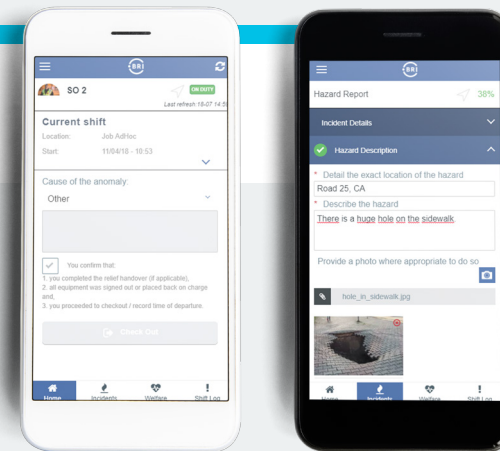 BRI
SO 2
ON DUTY
Last refresh 18-07 14:5
Current shift
Location: Job AdHoc
Start: 11/04/18 - 10:53
Cause of the anomaly:
Other
You confirm that:
1. you completed the relief handover (if applicable),
2. all equipment was signed out or placed back on charge
and,
3. you proceeded to checkout / record time of departure.
Check Out
Home Incidents Welfare Shift Log
BRI
Hazard Report 38%
Incident Details
Hazard Description
* Detail the exact location of the hazard
Road 25, CA
* Describe the hazard
There is a huge hole on the sidewalk.
Provide a photo where appropriate to do so
hole_in_sidewalk.jpg
Home Incidents Welfare Shift Log